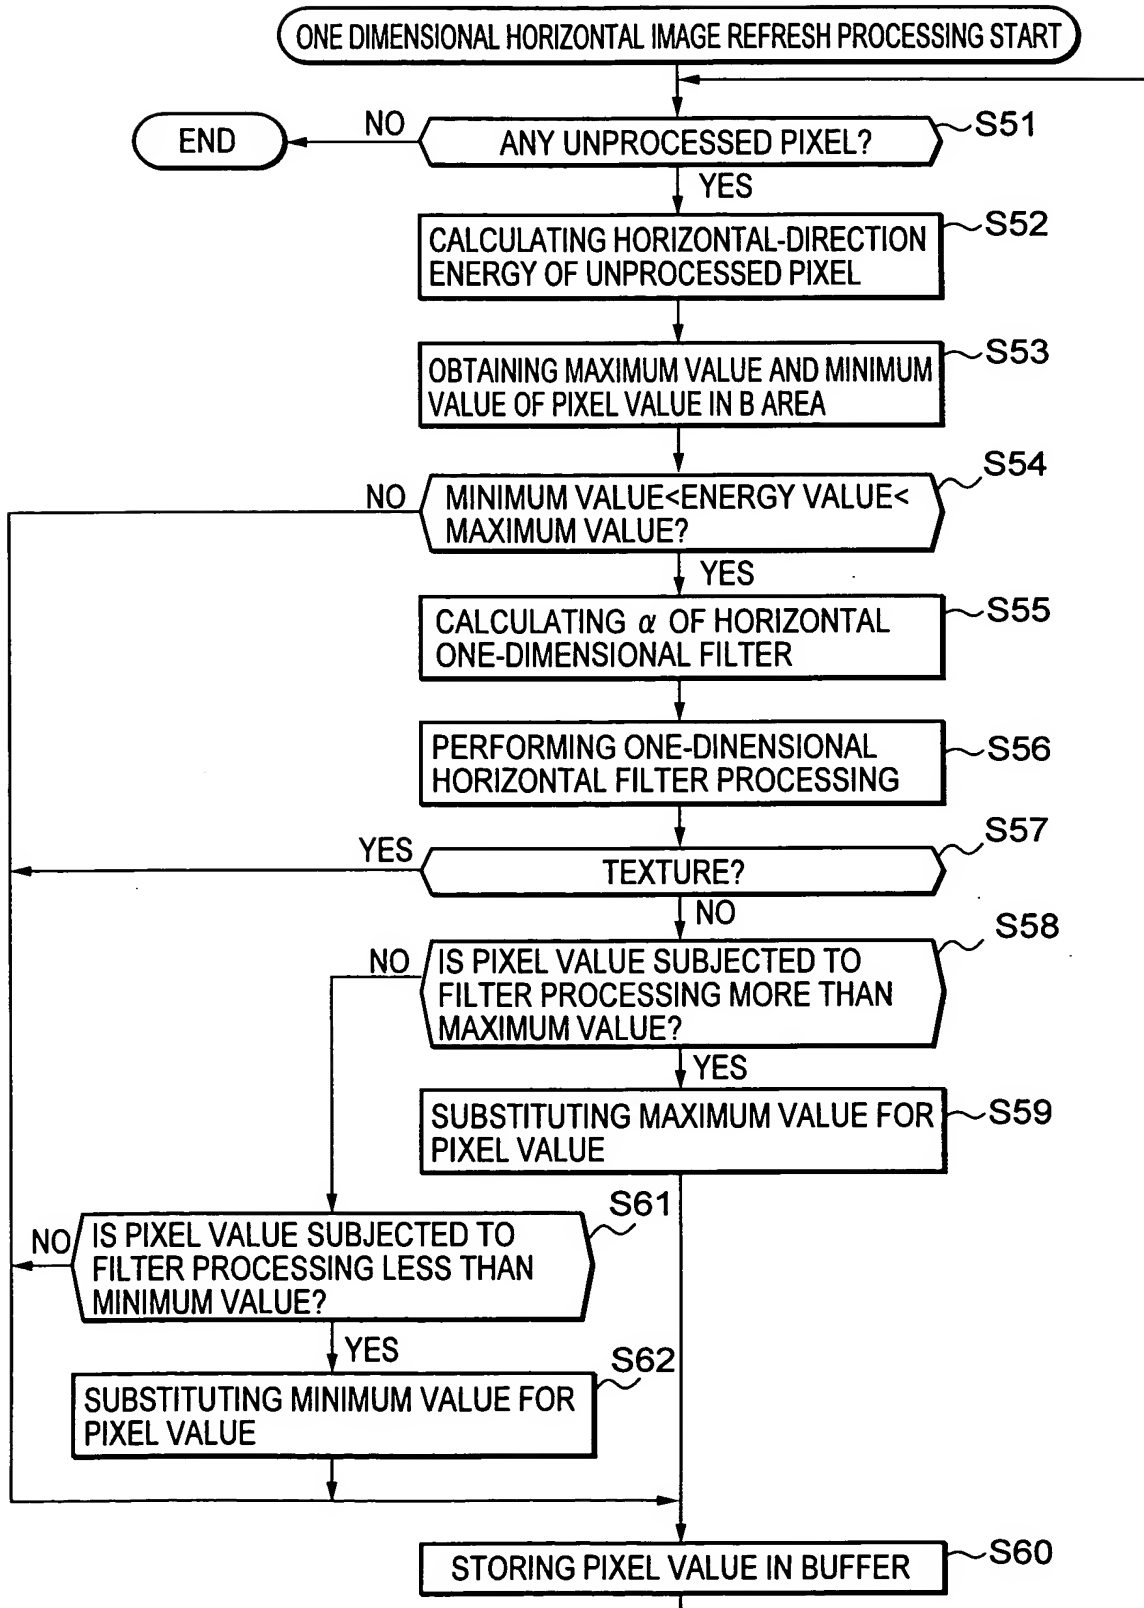 ONE DIMENSIONAL HORIZONTAL IMAGE REFRESH PROCESSING START
END
NO
ANY UNPROCESSED PIXEL?
S51
YES
CALCULATING HORIZONTAL-DIRECTION
ENERGY OF UNPROCESSED PIXEL
S52
OBTAINING MAXIMUM VALUE AND MINIMUM
VALUE OF PIXEL VALUE IN B AREA
S53
NO
MINIMUM VALUE<ENERGY VALUE<
MAXIMUM VALUE?
S54
YES
CALCULATING α OF HORIZONTAL
ONE-DIMENSIONAL FILTER
S55
PERFORMING ONE-DINENSIONAL
HORIZONTAL FILTER PROCESSING
S56
YES
TEXTURE?
S57
NO
NO
IS PIXEL VALUE SUBJECTED TO
FILTER PROCESSING MORE THAN
MAXIMUM VALUE?
S58
YES
SUBSTITUTING MAXIMUM VALUE FOR
PIXEL VALUE
S59
NO
IS PIXEL VALUE SUBJECTED TO
FILTER PROCESSING LESS THAN
MINIMUM VALUE?
S61
YES
SUBSTITUTING MINIMUM VALUE FOR
PIXEL VALUE
S62
STORING PIXEL VALUE IN BUFFER
S60